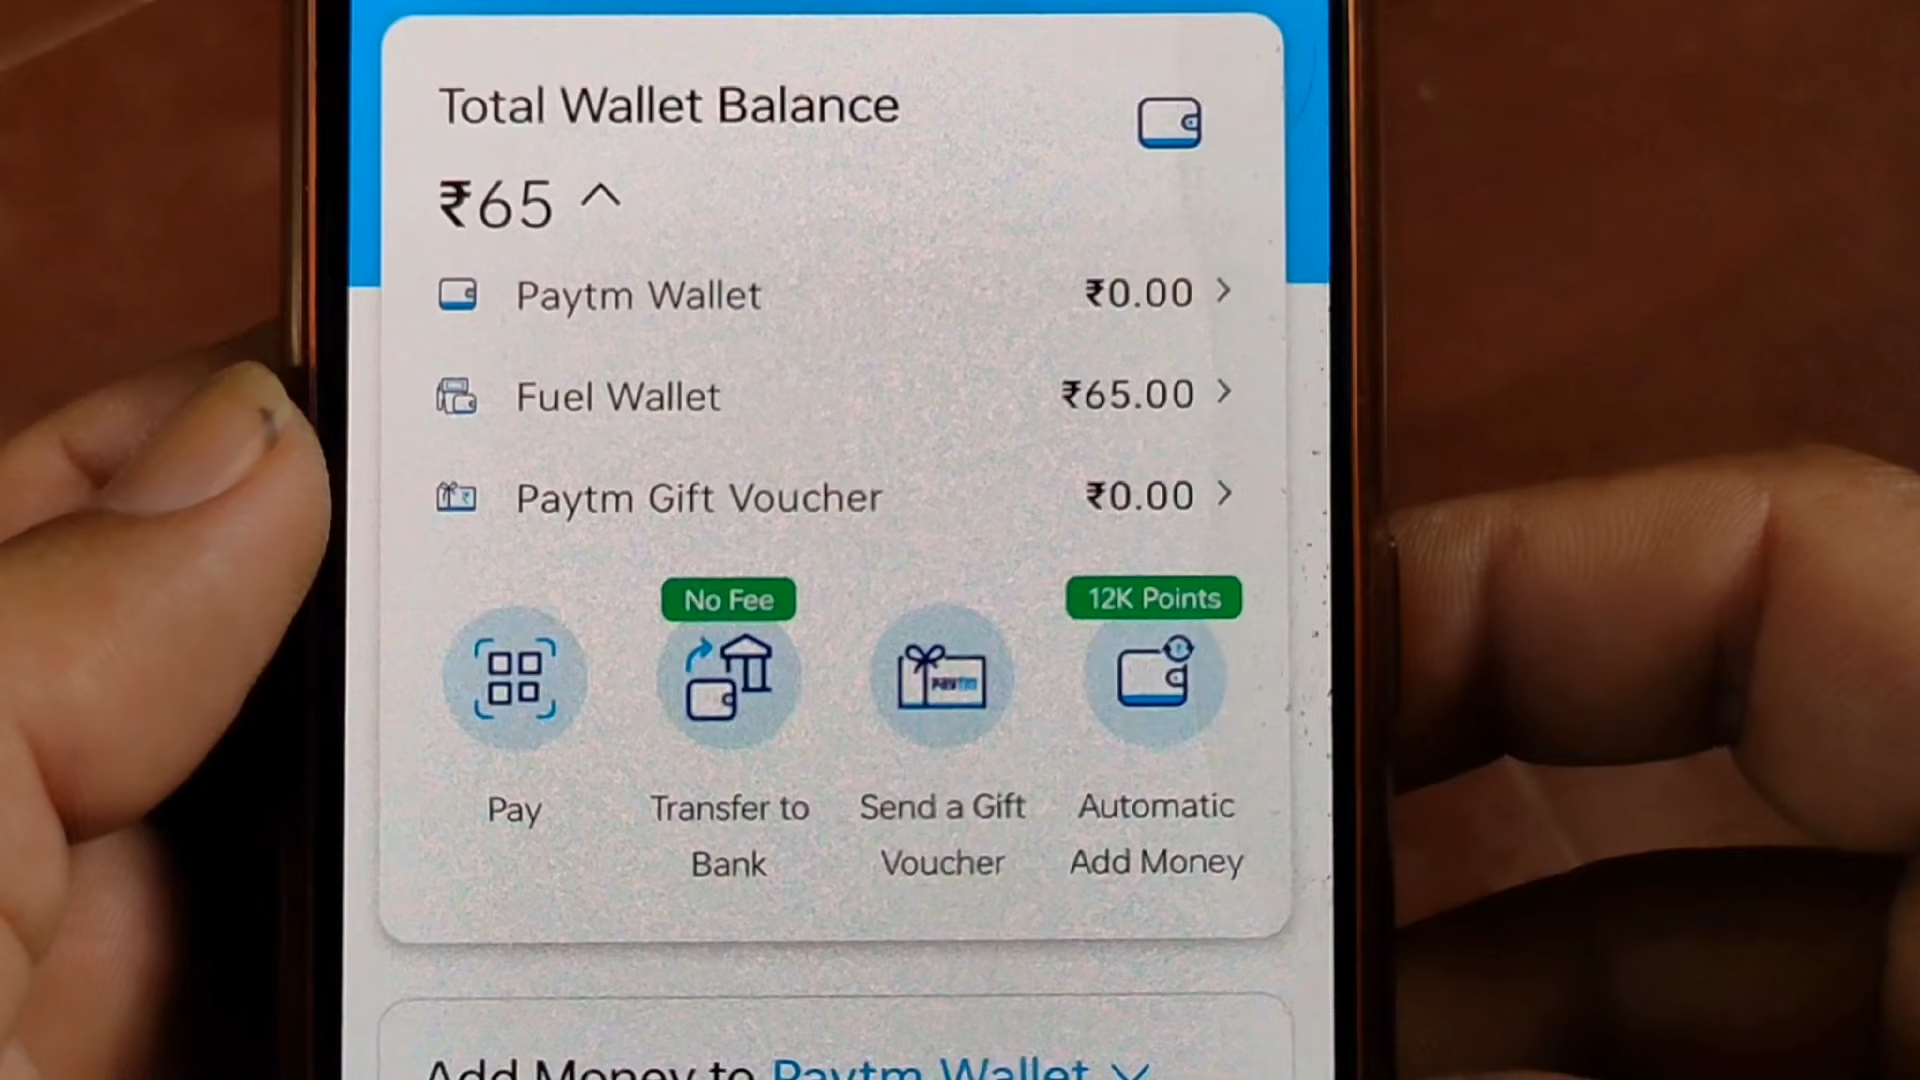 Total Wallet Balance
₹65
Paytm Wallet ₹0.00
Fuel Wallet ₹65.00
Paytm Gift Voucher ₹0.00
No Fee 12K Points
paytm
Pay Transfer to Send a Gift Automatic
Bank Voucher Add Money
Add Money to Paytm Wallet